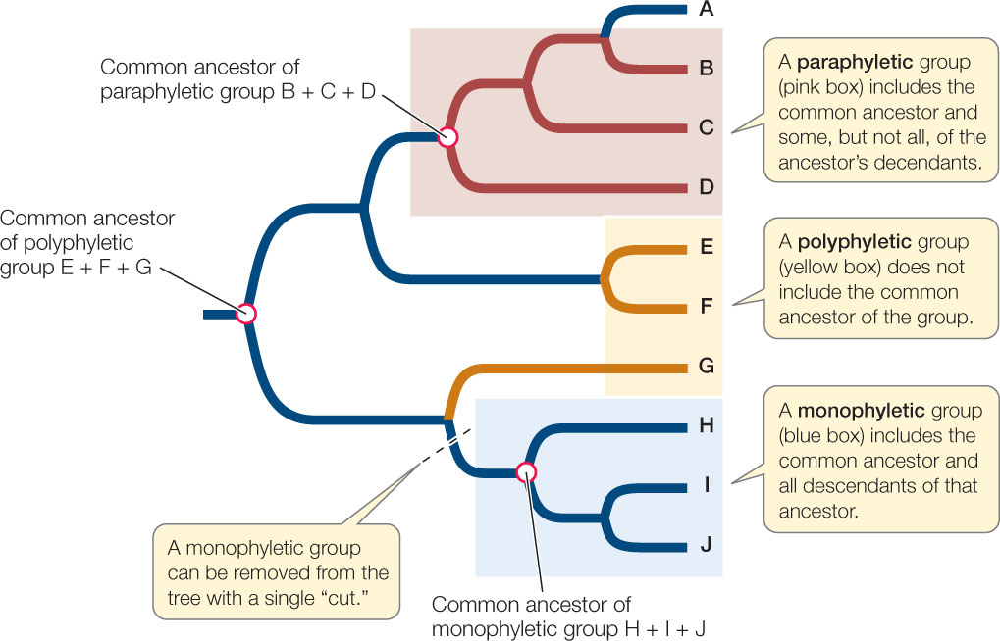 A
B
C
D
E
F
G
H
I
J
Common ancestor of
paraphyletic group B + C + D
Common ancestor
of polyphyletic
group E + F + G
A paraphyletic group
(pink box) includes the
common ancestor and
some, but not all, of the
ancestor’s decendants.
A polyphyletic group
(yellow box) does not
include the common
ancestor of the group.
A monophyletic group
(blue box) includes the
common ancestor and
all descendants of that
ancestor.
A monophyletic group
can be removed from the
tree with a single “cut.”
Common ancestor of
monophyletic group H + I + J